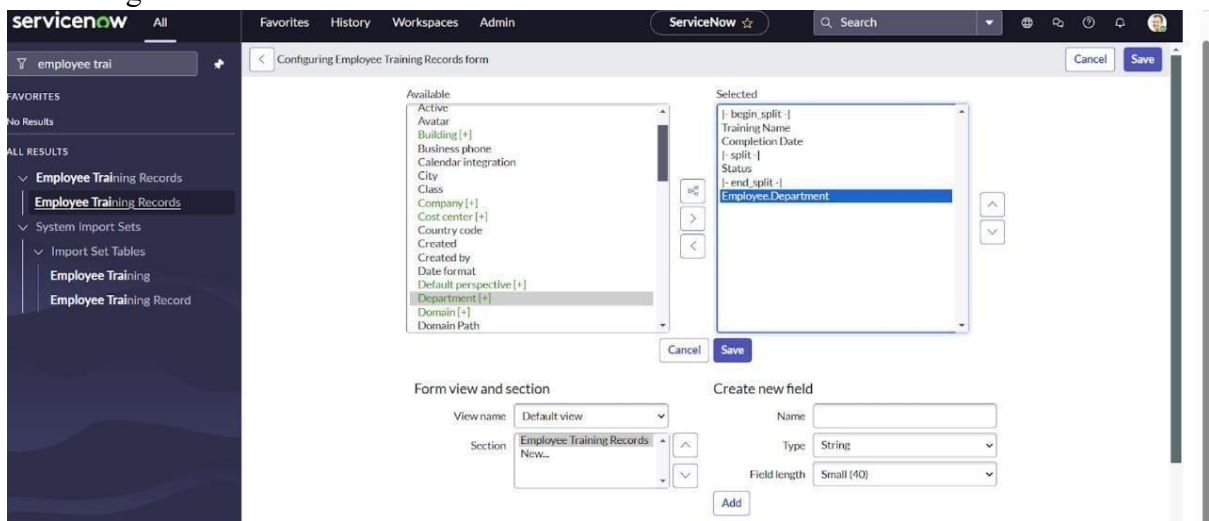 servicenow All Favorites History Workspaces Admin ServiceNow ☆ Search
employee trai
Configuring Employee Training Records form Cancel Save
FAVORITES
No Results
ALL RESULTS
Employee Training Records
Employee Training Records
System Import Sets
Import Set Tables
Employee Training
Employee Training Record
Available
Active
Avatar
Building [+]
Business phone
Calendar integration
City
Class
Company [+]
Cost center [+]
Country code
Created
Created by
Date format
Default perspective [+]
Department [+]
Domain [+]
Domain Path
Selected
|- begin_split -|
Training Name
Completion Date
|- split -|
Status
|- end_split -|
Employee.Department
Cancel Save
Form view and section
View name Default view
Section Employee Training Records
New...
Create new field
Name
Type String
Field length Small (40)
Add